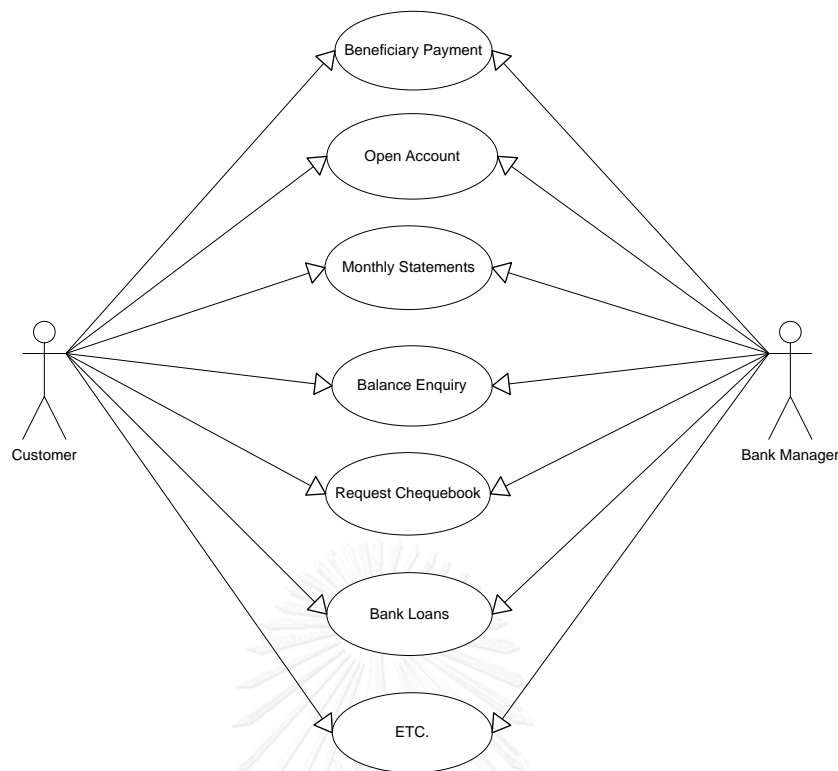 Beneficiary Payment
Open Account
Monthly Statements
Balance Enquiry
Customer
Bank Manager
Request Chequebook
Bank Loans
ETC.